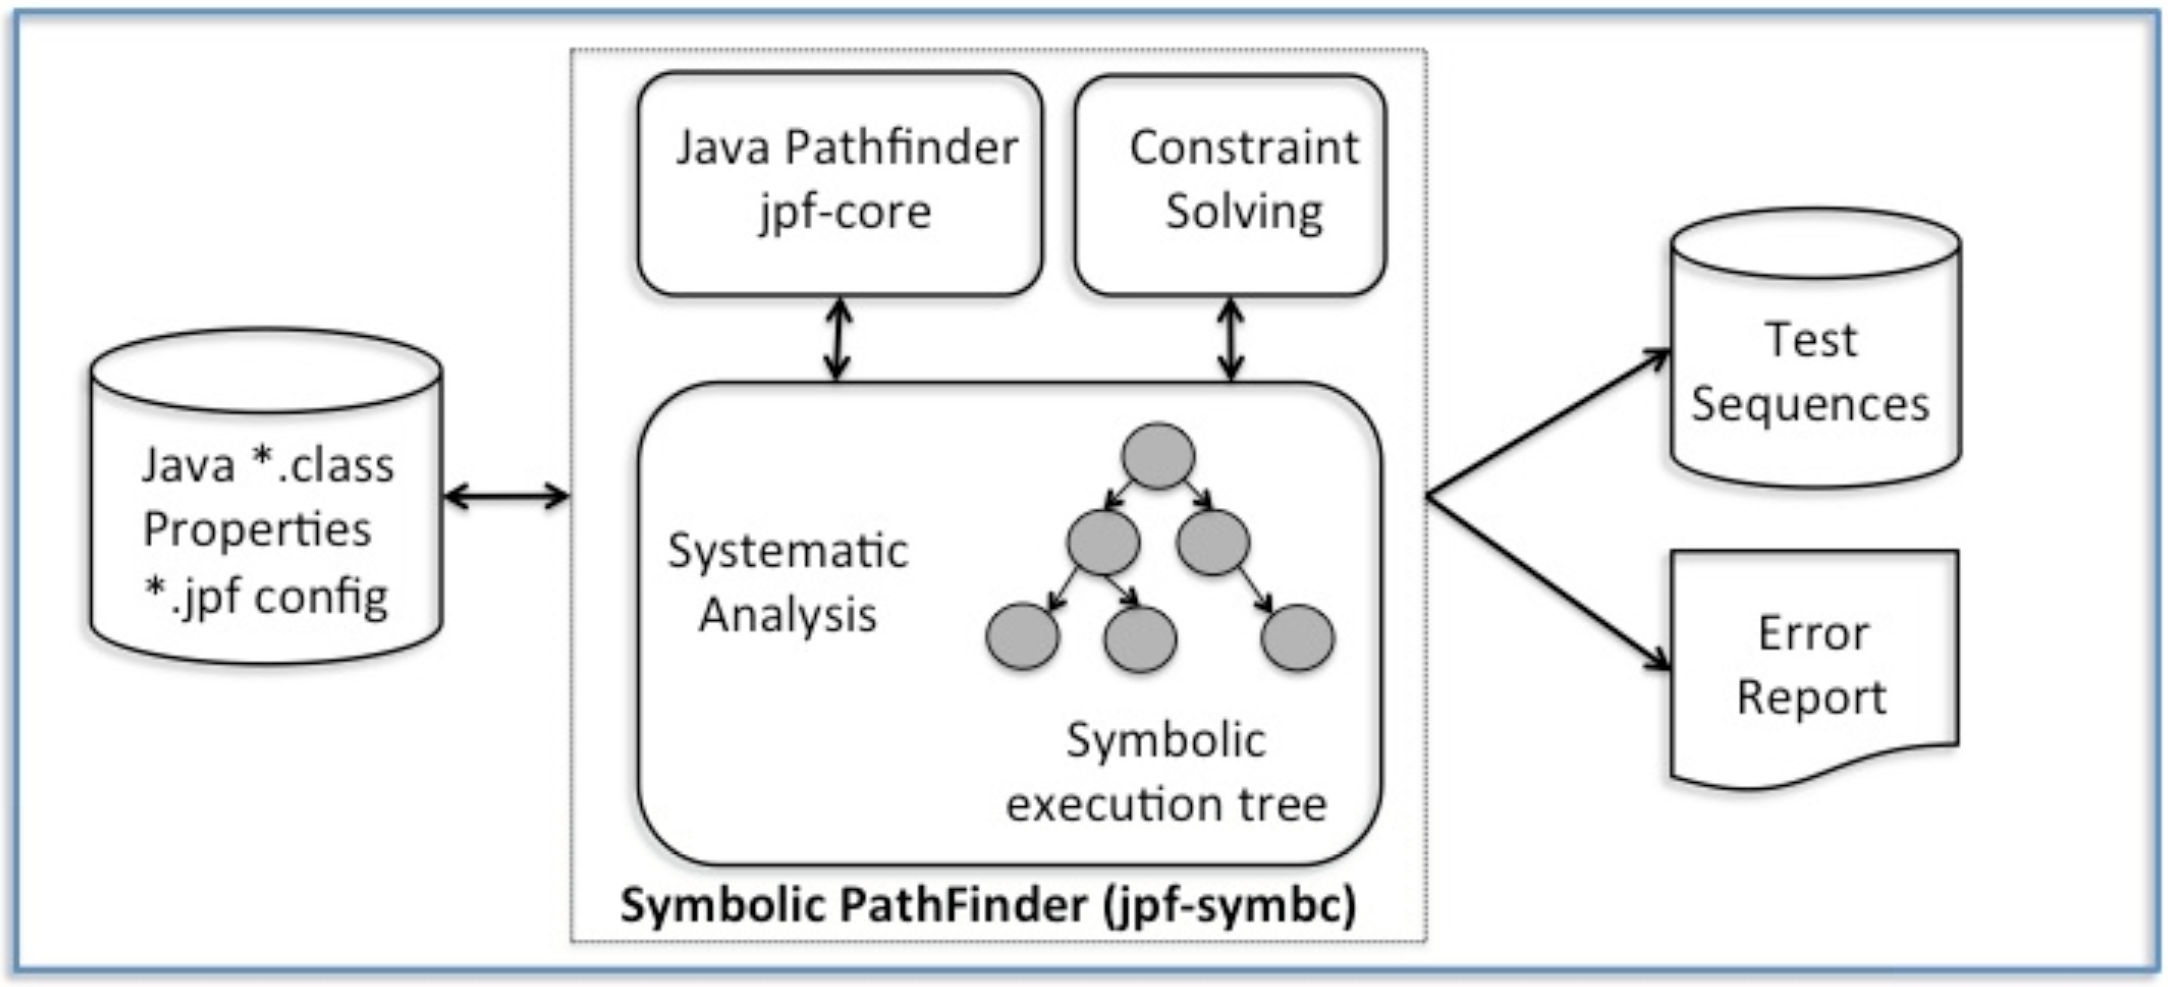 Java Pathfinder
jpf-core
Constraint
Solving
Java *.class
Properties
*.jpf config
Systematic
Analysis
Symbolic
execution tree
Symbolic PathFinder (jpf-symbc)
Test
Sequences
Error
Report